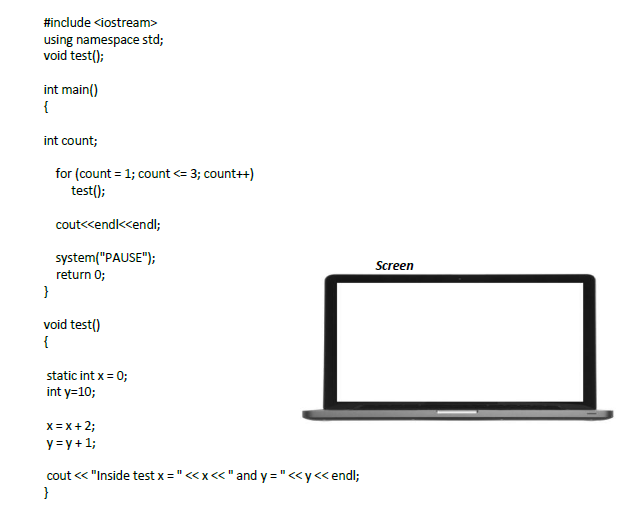 #include <iostream>
using namespace std;
void test();
int main()
{
int count;
for (count = 1; count <= 3; count++)
test();
cout<<endl<<endl;
system("PAUSE");
return 0;
}
Screen
void test()
{
static int x = 0;
int y=10;
x = x + 2;
y = y + 1;
cout << "Inside test x = " << x << " and y = " << y << endl;
}